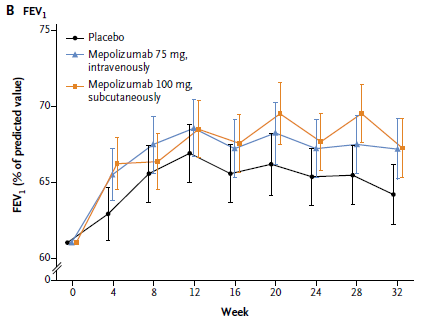 B FEV1
75
Placebo
Mepolizumab 75 mg,
intravenously
Mepolizumab 100 mg,
subcutaneously
70
65
60
0
FEV1 (% of predicted value)
0 4 8 12 16 20 24 28 32
Week